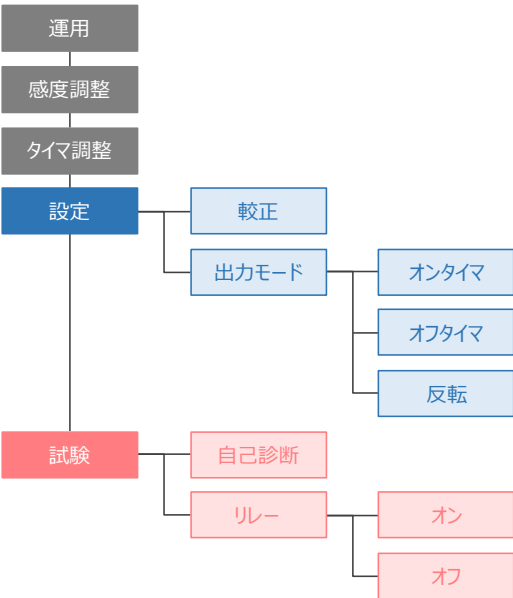 運用
感度調整
タイマ調整
設定
較正
出力モード
オンタイマ
オフタイマ
反転
試験
自己診断
リレー
オン
オフ